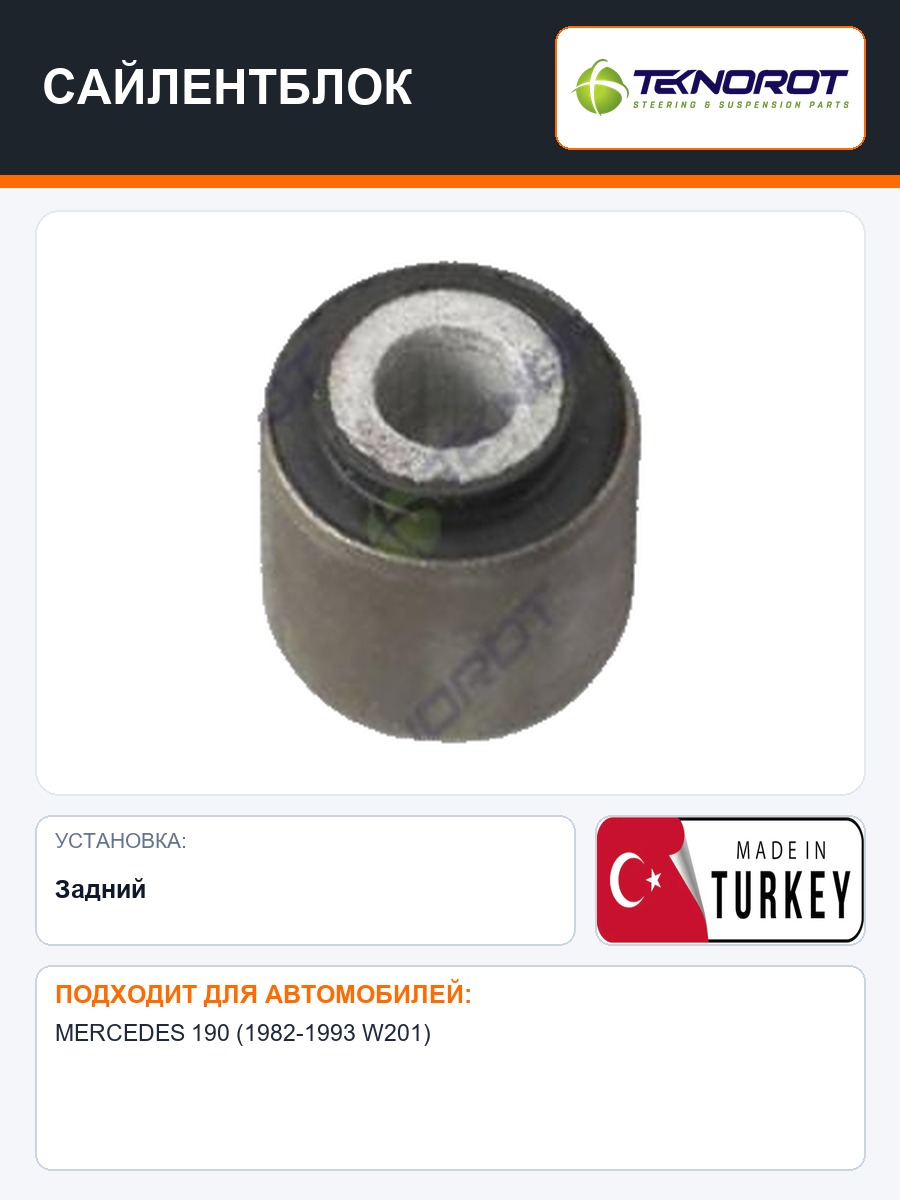 САЙЛЕНТБЛОК
TEKNOROT
STEERING & SUSPENSION PARTS
УСТАНОВКА:
Задний
MADE IN
TURKEY
ПОДХОДИТ ДЛЯ АВТОМОБИЛЕЙ:
MERCEDES 190 (1982-1993 W201)